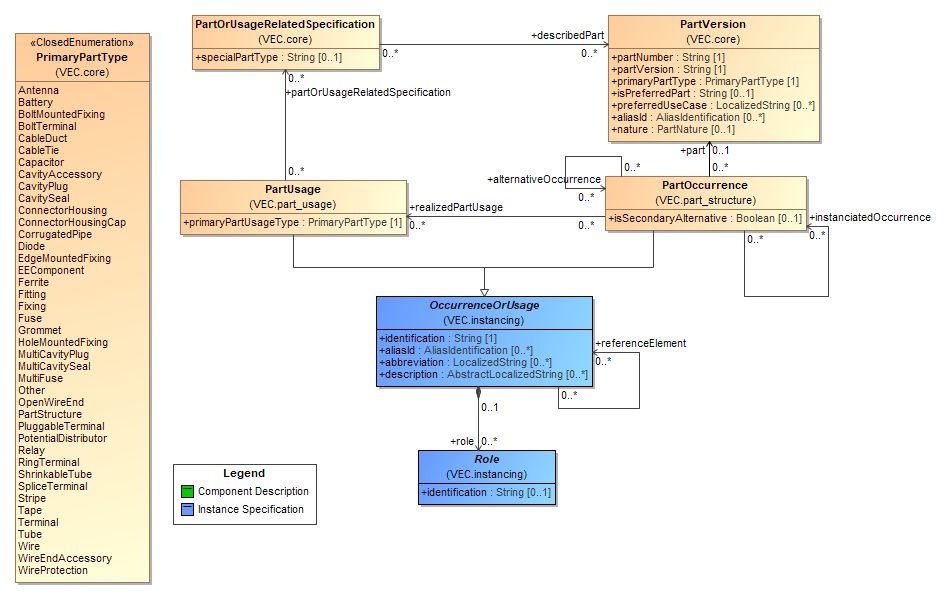 «ClosedEnumeration»
PrimaryPartType
(VEC.core)
Antenna
Battery
BoltMountedFixing
BoltTerminal
CableDuct
CableTie
Capacitor
CavityAccessory
CavityPlug
CavitySeal
ConnectorHousing
ConnectorHousingCap
CorrugatedPipe
Diode
EdgeMountedFixing
EEComponent
Ferrite
Fitting
Fixing
Fuse
Grommet
HoleMountedFixing
MultiCavityPlug
MultiCavitySeal
MultiFuse
Other
OpenWireEnd
PartStructure
PluggableTerminal
PotentialDistributor
Relay
RingTerminal
ShrinkableTube
SpliceTerminal
Stripe
Tape
Terminal
Tube
Wire
WireEndAccessory
WireProtection
PartOrUsageRelatedSpecification
(VEC.core)
+specialPartType : String [0..1]
0..*
+describedPart
0..*
PartVersion
(VEC.core)
+partNumber : String [1]
+partVersion : String [1]
+primaryPartType : PrimaryPartType [1]
+isPreferredPart : String [0..1]
+preferredUseCase : LocalizedString [0..*]
+aliasId : AliasIdentification [0..*]
+nature : PartNature [0..1]
0..*
+partOrUsageRelatedSpecification
0..*
+part
0..1
0..*
+alternativeOccurrence
0..*
0..*
PartUsage
(VEC.part_usage)
+primaryPartUsageType : PrimaryPartType [1]
+realizedPartUsage
0..*
0..*
PartOccurrence
(VEC.part_structure)
+isSecondaryAlternative : Boolean [0..1]
+instanciatedOccurrence
0..*
0..*
OccurrenceOrUsage
(VEC.instancing)
+identification : String [1]
+aliasId : AliasIdentification [0..*]
+abbreviation : LocalizedString [0..*]
+description : AbstractLocalizedString [0..*]
+referenceElement
0..*
0..*
0..1
+role
0..*
Role
(VEC.instancing)
+identification : String [0..1]
Legend
Component Description
Instance Specification